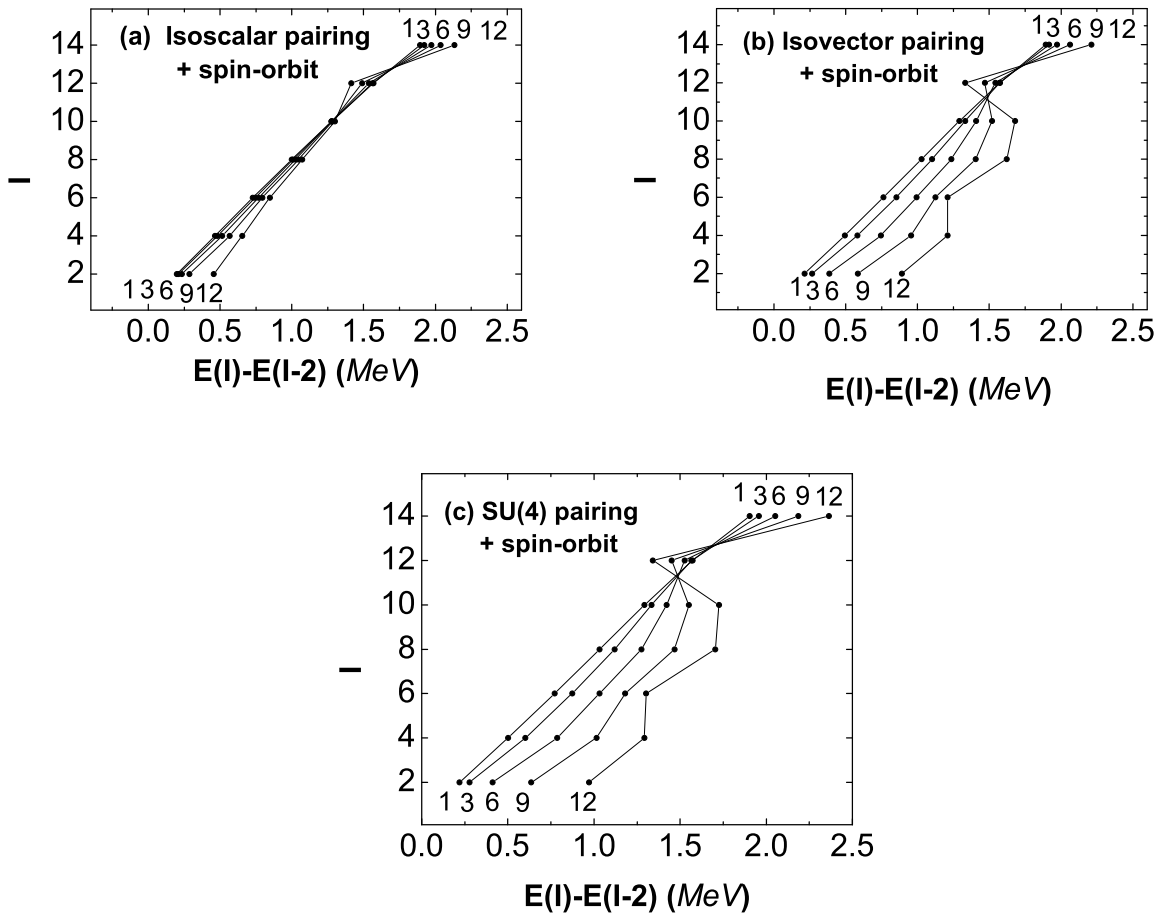 (a) Isoscalar pairing
+ spin-orbit
1 3 6 9 12
14
12
10
8
6
4
2
I
1 3 6 9 12
0.0 0.5 1.0 1.5 2.0 2.5
E(I)-E(I-2) (MeV)
(b) Isovector pairing
+ spin-orbit
1 3 6 9 12
14
12
10
8
6
4
2
I
1 3 6 9 12
0.0 0.5 1.0 1.5 2.0 2.5
E(I)-E(I-2) (MeV)
(c) SU(4) pairing
+ spin-orbit
1 3 6 9 12
14
12
10
8
6
4
2
I
1 3 6 9 12
0.0 0.5 1.0 1.5 2.0 2.5
E(I)-E(I-2) (MeV)